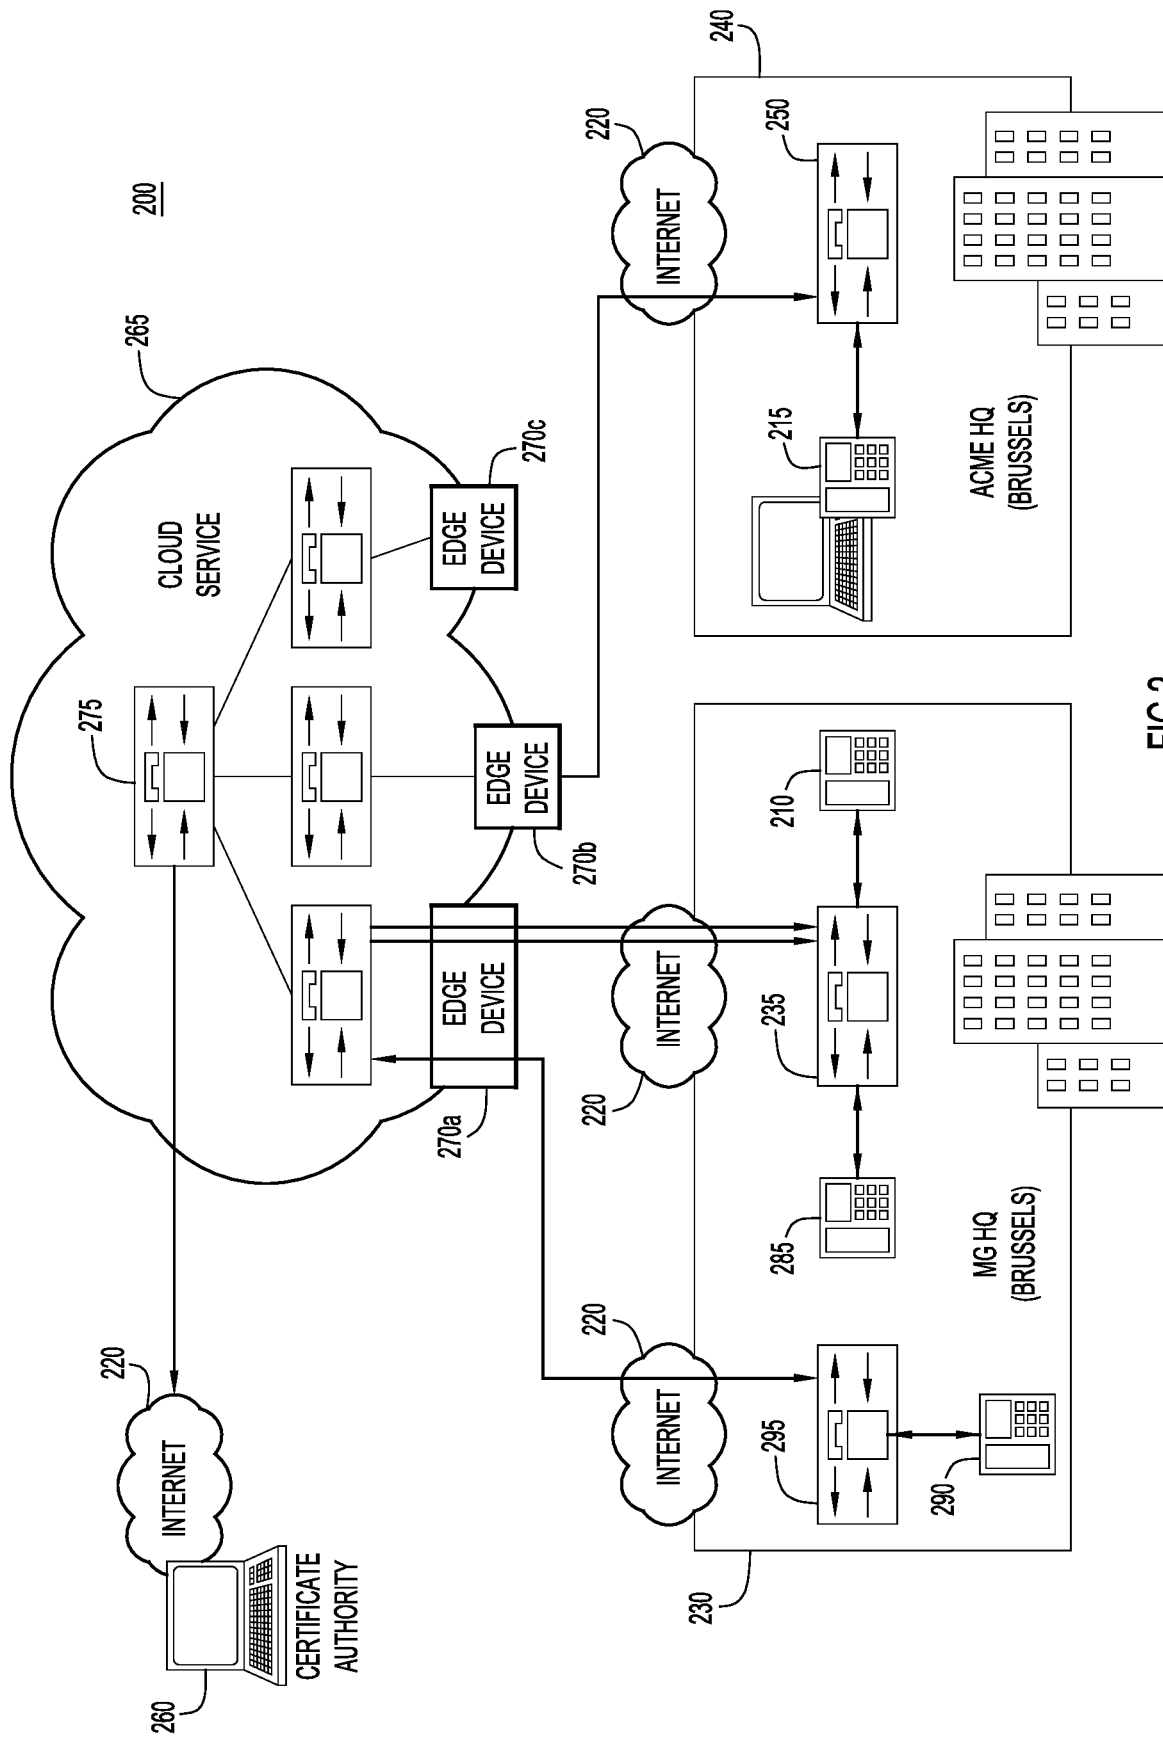 220
275
265
200
260
INTERNET
CLOUD
SERVICE
CERTIFICATE
AUTHORITY
270a
EDGE
DEVICE
270b
EDGE
DEVICE
270c
EDGE
DEVICE
220
220
220
INTERNET
INTERNET
INTERNET
230
240
295
285
235
210
215
250
290
MG HQ
(BRUSSELS)
ACME HQ
(BRUSSELS)
FIG.2